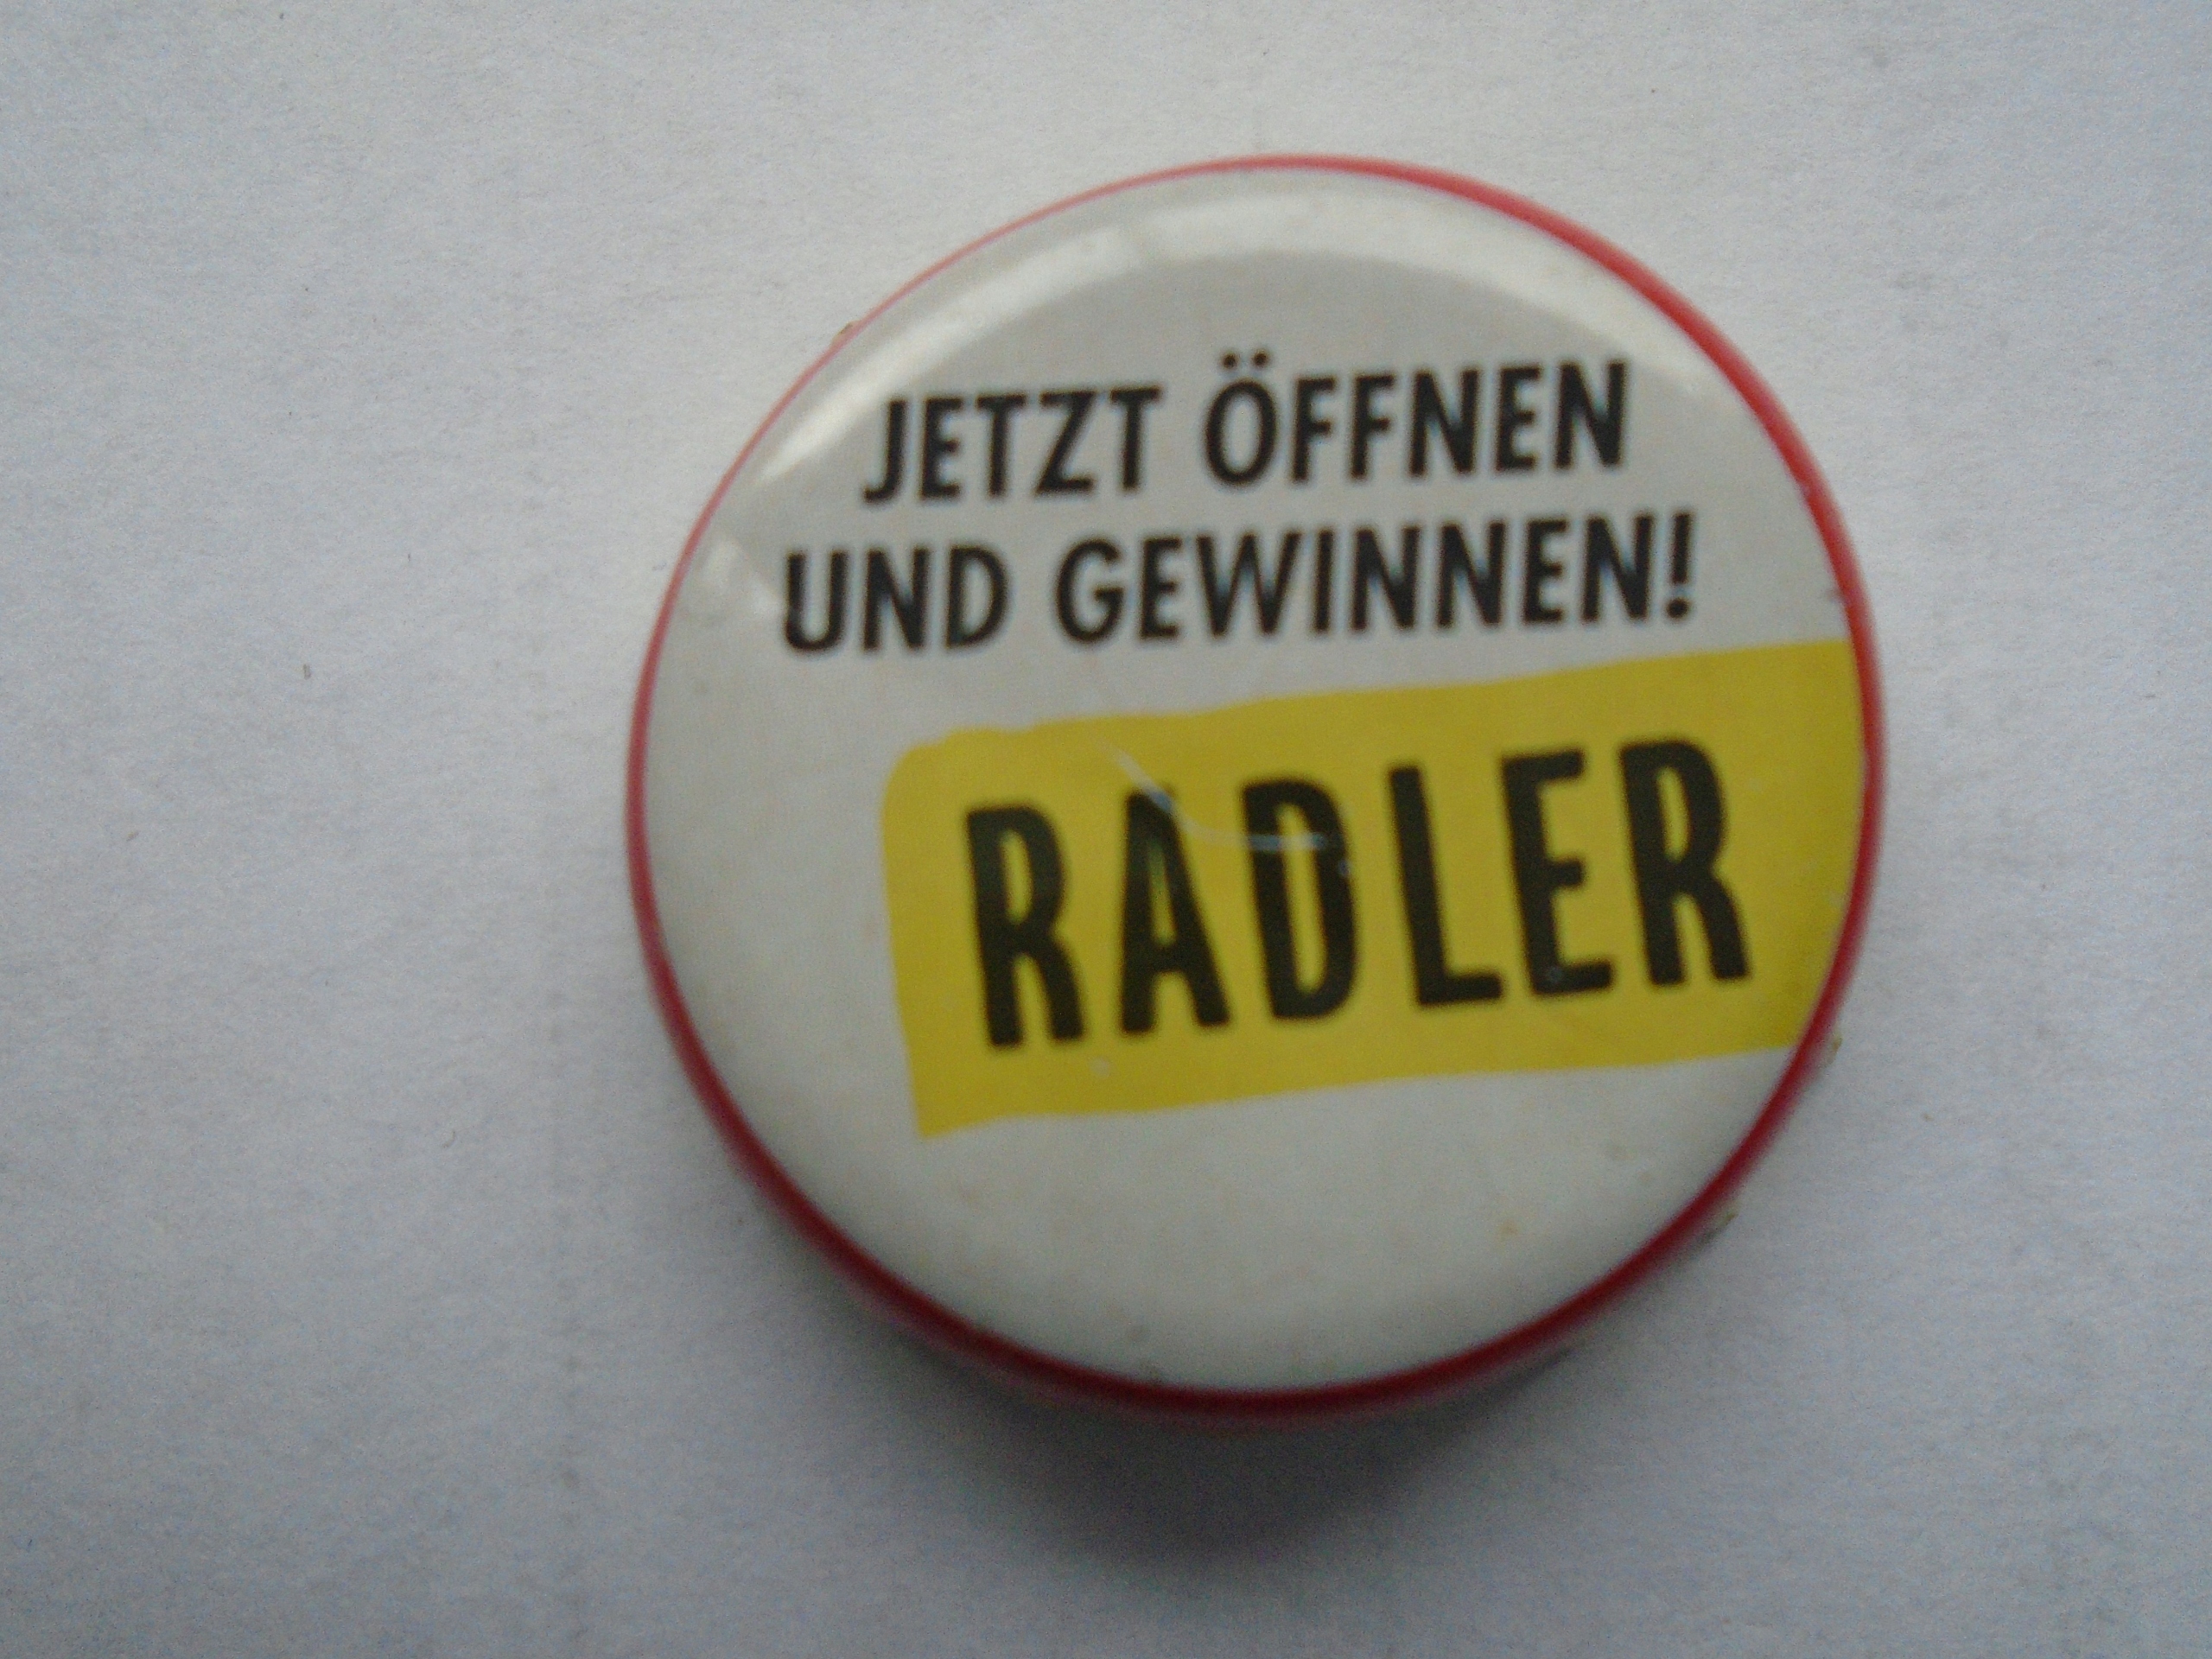 JETZT ÖFFNEN
UND GEWINNEN!
RADLER